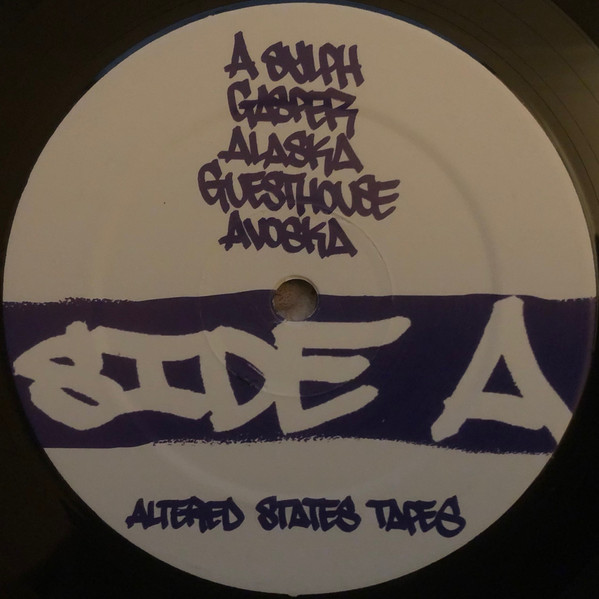 A SYLPH
GASPER
ALASKA
GUESTHOUSE
AVOSKA
SIDE A
ALTERED STATES TAPES